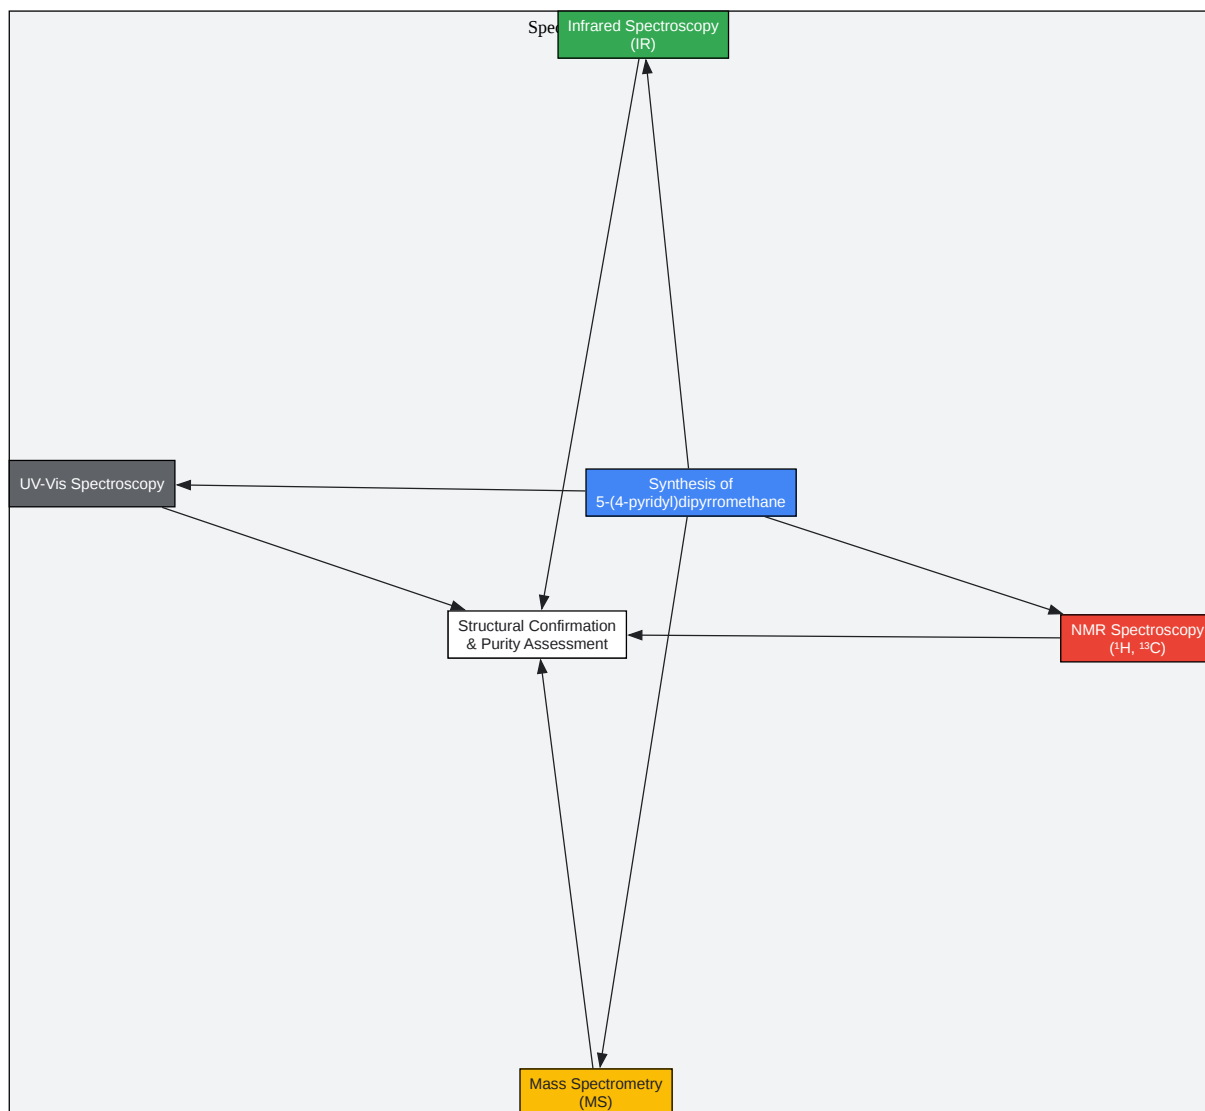 Infrared Spectroscopy
(IR)
UV-Vis Spectroscopy
Synthesis of
5-(4-pyridyl)dipyrromethane
Structural Confirmation
& Purity Assessment
NMR Spectroscopy
(¹H, ¹³C)
Mass Spectrometry
(MS)